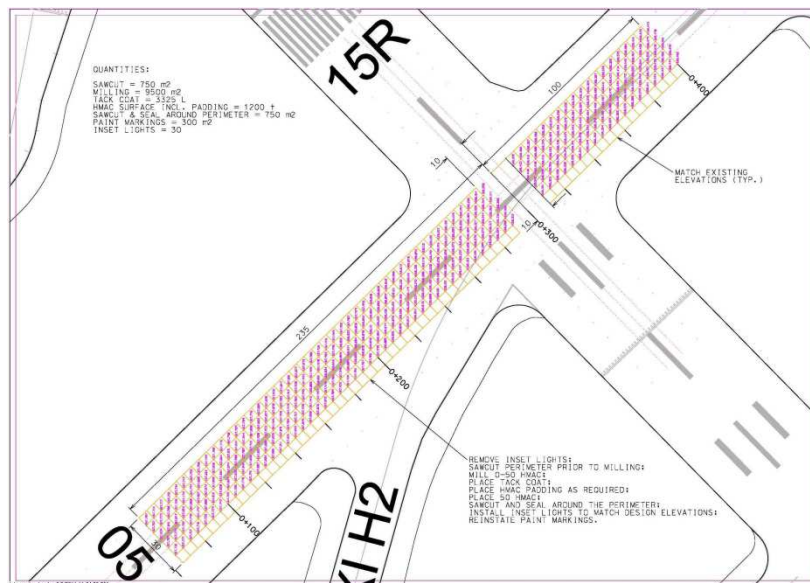 QUANTITIES:
SAWCUT = 750 m2
MILLING = 9500 m2
TACK COAT = 3325 L
HMAC SURFACE INCL. PADDING = 1200 t
SAWCUT & SEAL AROUND PERIMETER = 750 m2
PAINT MARKINGS = 300 m2
INSET LIGHTS = 30
15R
100
0+400
MATCH EXISTING
ELEVATIONS (TYP.)
10
10
0+300
235
0+200
0+100
30
05
XI H2
REMOVE INSET LIGHTS;
SAWCUT PERIMETER PRIOR TO MILLING;
MILL 0-50 HMAC;
PLACE TACK COAT;
PLACE HMAC PADDING AS REQUIRED;
PLACE 50 HMAC;
SAWCUT AND SEAL AROUND THE PERIMETER;
INSTALL INSET LIGHTS TO MATCH DESIGN ELEVATIONS;
REINSTATE PAINT MARKINGS.